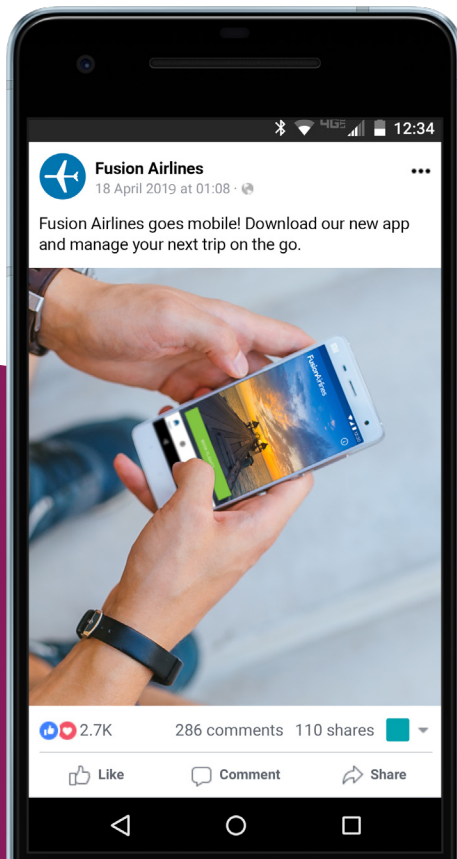 4G 12:34
Fusion Airlines
18 April 2019 at 01:08 ·
Fusion Airlines goes mobile! Download our new app
and manage your next trip on the go.
FusionAirlines
2.7K 286 comments 110 shares
Like Comment Share